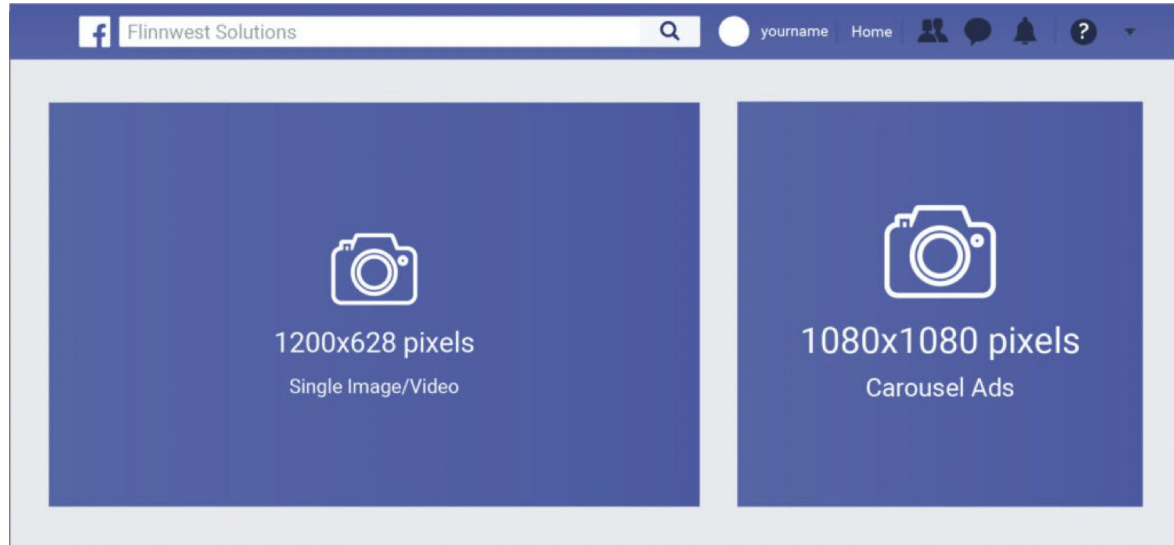 f Flinnwest Solutions yourname Home ?
1200x628 pixels
Single Image/Video
1080x1080 pixels
Carousel Ads